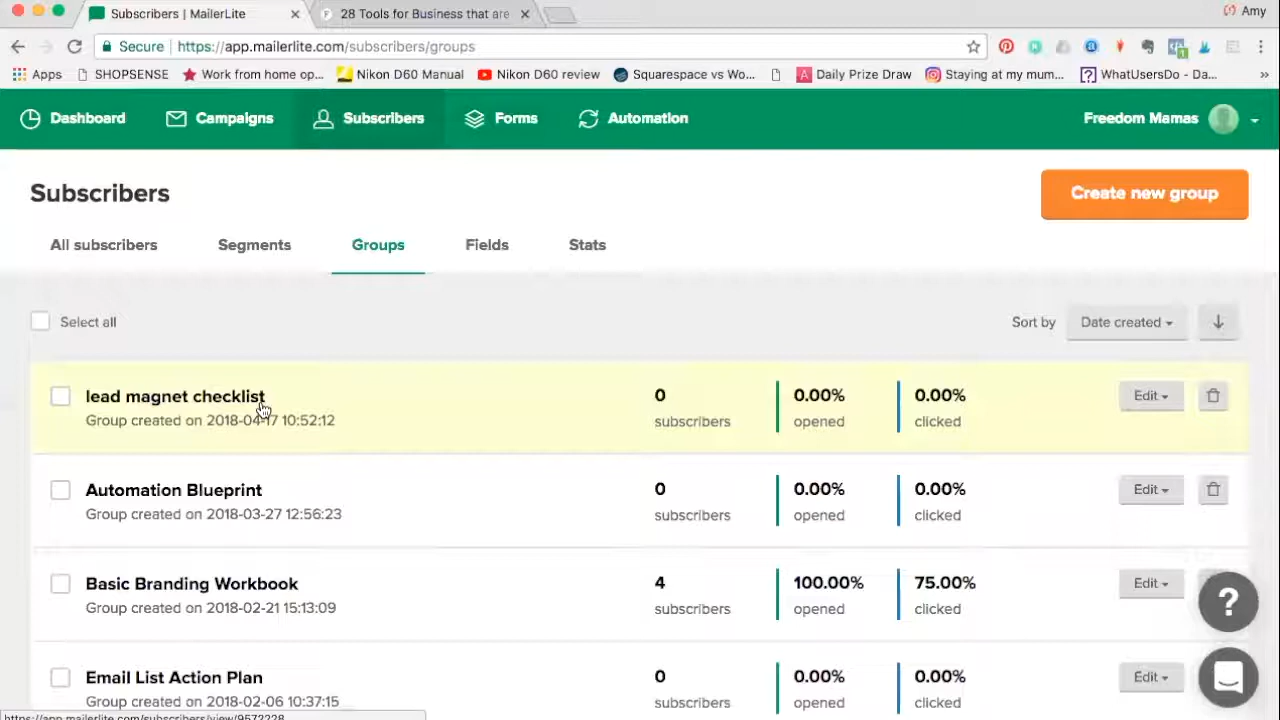 Subscribers | MailerLite
28 Tools for Business that are
Amy
Secure https://app.mailerlite.com/subscribers/groups
Apps SHOPSENSE Work from home op... Nikon D60 Manual Nikon D60 review Squarespace vs Wo... Daily Prize Draw Staying at my mum... WhatUsersDo - Da... »
Dashboard Campaigns Subscribers Forms Automation Freedom Mamas
Subscribers
Create new group
All subscribers Segments Groups Fields Stats
Select all Sort by Date created
lead magnet checklist 0 0.00% 0.00% Edit
Group created on 2018-04-17 10:52:12 subscribers opened clicked
Automation Blueprint 0 0.00% 0.00% Edit
Group created on 2018-03-27 12:56:23 subscribers opened clicked
Basic Branding Workbook 4 100.00% 75.00% Edit
Group created on 2018-02-21 15:13:09 subscribers opened clicked
?
Email List Action Plan 0 0.00% 0.00% Edit
Group created on 2018-02-06 10:37:15 subscribers opened clicked
https://app.mailerlite.com/subscribers/view/9572228